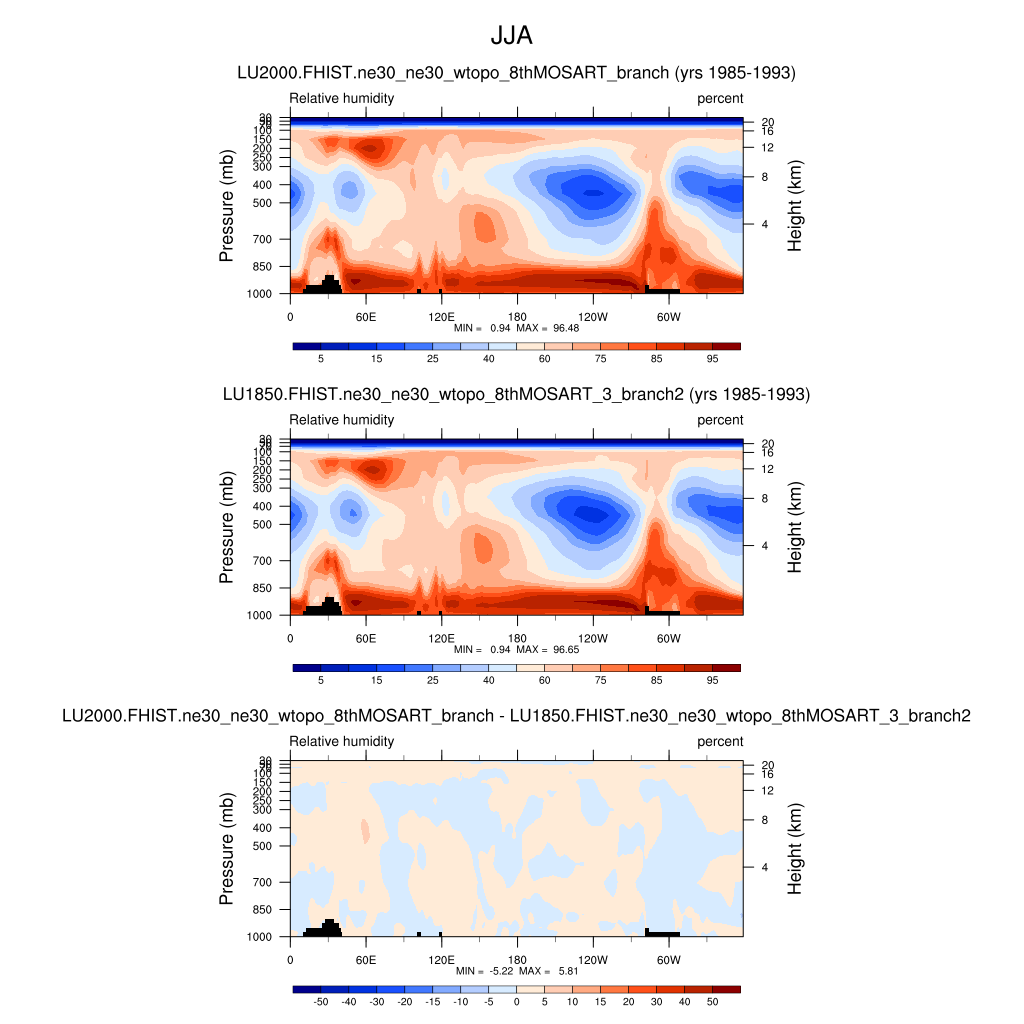 JJA
LU2000.FHIST.ne30_ne30_wtopo_8thMOSART_branch (yrs 1985-1993)
Relative humidity percent
Pressure (mb)
100
150
200
250
300
400
500
700
850
1000
20
16
12
8
4
Height (km)
0 60E 120E 180 120W 60W
MIN = 0.94 MAX = 96.48
5 15 25 40 60 75 85 95
LU1850.FHIST.ne30_ne30_wtopo_8thMOSART_3_branch2 (yrs 1985-1993)
Relative humidity percent
Pressure (mb)
100
150
200
250
300
400
500
700
850
1000
20
16
12
8
4
Height (km)
0 60E 120E 180 120W 60W
MIN = 0.94 MAX = 96.65
5 15 25 40 60 75 85 95
LU2000.FHIST.ne30_ne30_wtopo_8thMOSART_branch - LU1850.FHIST.ne30_ne30_wtopo_8thMOSART_3_branch2
Relative humidity percent
Pressure (mb)
100
150
200
250
300
400
500
700
850
1000
20
16
12
8
4
Height (km)
0 60E 120E 180 120W 60W
MIN = -5.22 MAX = 5.81
-50 -40 -30 -20 -15 -10 -5 0 5 10 15 20 30 40 50